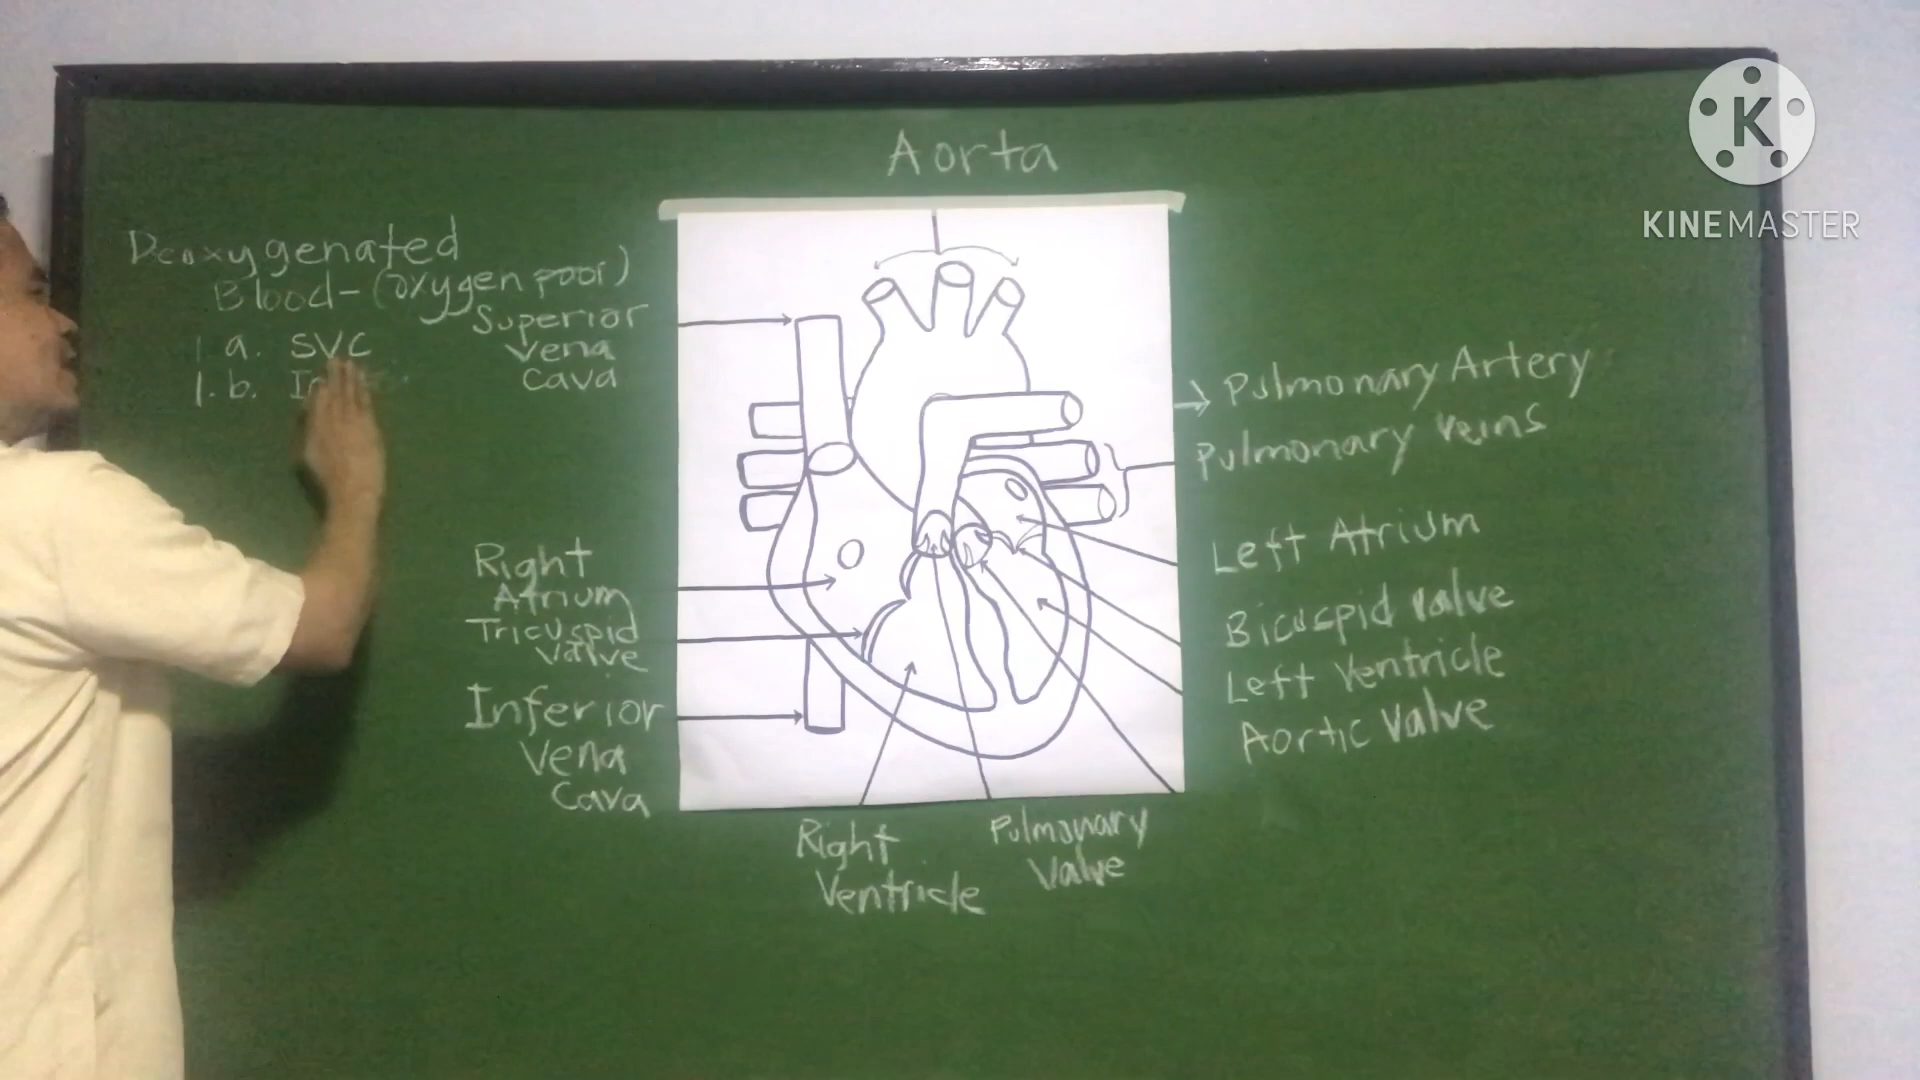 Aorta
Deoxygenated
Blood- (oxygen poor)
1.a. SVC
1.b.
Superior
Vena
Cava
Right
Atrium
Tricuspid
Valve
Inferior
Vena
Cava
Right
Ventricle
Pulmonary
Valve
Pulmonary Artery
Pulmonary veins
Left Atrium
Bicuspid valve
Left Ventricle
Aortic Valve
K
KINEMASTER